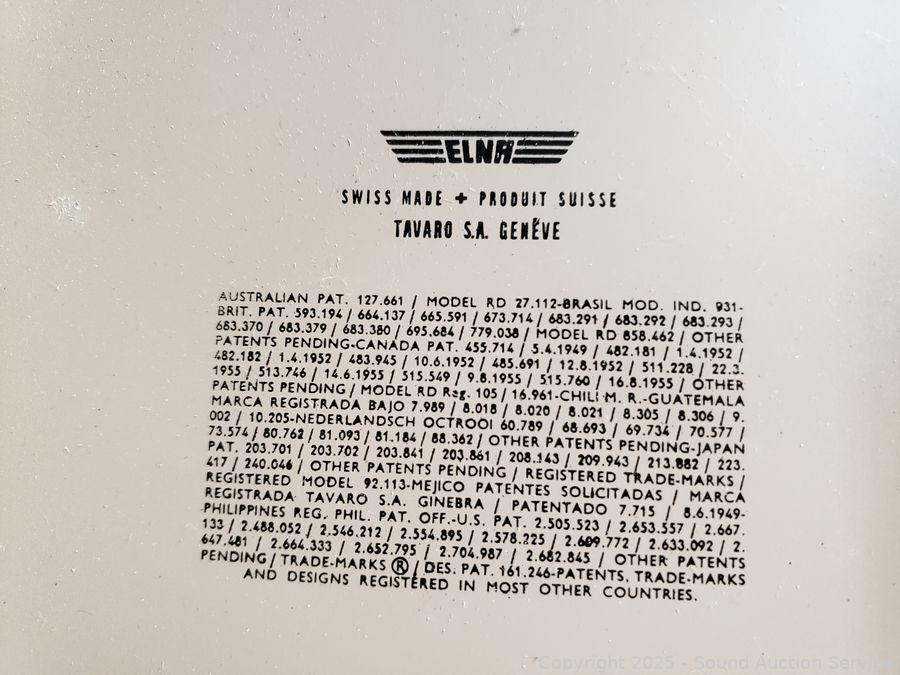 ELNA
SWISS MADE + PRODUIT SUISSE
TAVARO S.A. GENÈVE
AUSTRALIAN PAT. 127.661 / MODEL RD 27.112-BRASIL MOD. IND. 931-
BRIT. PAT. 593.194 / 664.137 / 665.591 / 673.714 / 683.291 / 683.292 / 683.293 /
683.370 / 683.379 / 683.380 / 695.684 / 779.038 / MODEL RD 858.462 / OTHER
PATENTS PENDING-CANADA PAT. 455.714 / 5.4.1949 / 482.181 / 1.4.1952 /
482.182 / 1.4.1952 / 483.945 / 10.6.1952 / 485.691 / 12.8.1952 / 511.228 / 22.3.
1955 / 513.746 / 14.6.1955 / 515.549 / 9.8.1955 / 515.760 / 16.8.1955 / OTHER
PATENTS PENDING / MODEL RD Reg. 105 / 16.961-CHILI M. R.-GUATEMALA
MARCA REGISTRADA BAJO 7.989 / 8.018 / 8.020 / 8.021 / 8.305 / 8.306 / 9.
002 / 10.205-NEDERLANDSCH OCTROOI 60.789 / 68.693 / 69.734 / 70.577 /
73.574 / 80.762 / 81.093 / 81.184 / 88.362 / OTHER PATENTS PENDING-JAPAN
PAT. 203.701 / 203.702 / 203.841 / 203.861 / 208.143 / 209.943 / 213.882 / 223.
417 / 240.046 / OTHER PATENTS PENDING / REGISTERED TRADE-MARKS /
REGISTERED MODEL 92.113-MEJICO PATENTES SOLICITADAS / MARCA
REGISTRADA TAVARO S.A. GINEBRA / PATENTADO 7.715 / 8.6.1949-
PHILIPPINES REG. PHIL. PAT. OFF.-U.S. PAT. 2.505.523 / 2.653.557 / 2.667.
133 / 2.488.052 / 2.546.212 / 2.554.895 / 2.578.225 / 2.609.772 / 2.633.092 / 2.
647.481 / 2.664.333 / 2.652.795 / 2.704.987 / 2.682.845 / OTHER PATENTS
PENDING / TRADE-MARKS ® / DES. PAT. 161.246-PATENTS, TRADE-MARKS
AND DESIGNS REGISTERED IN MOST OTHER COUNTRIES.
Copyright 2025 - Sound Auction Service